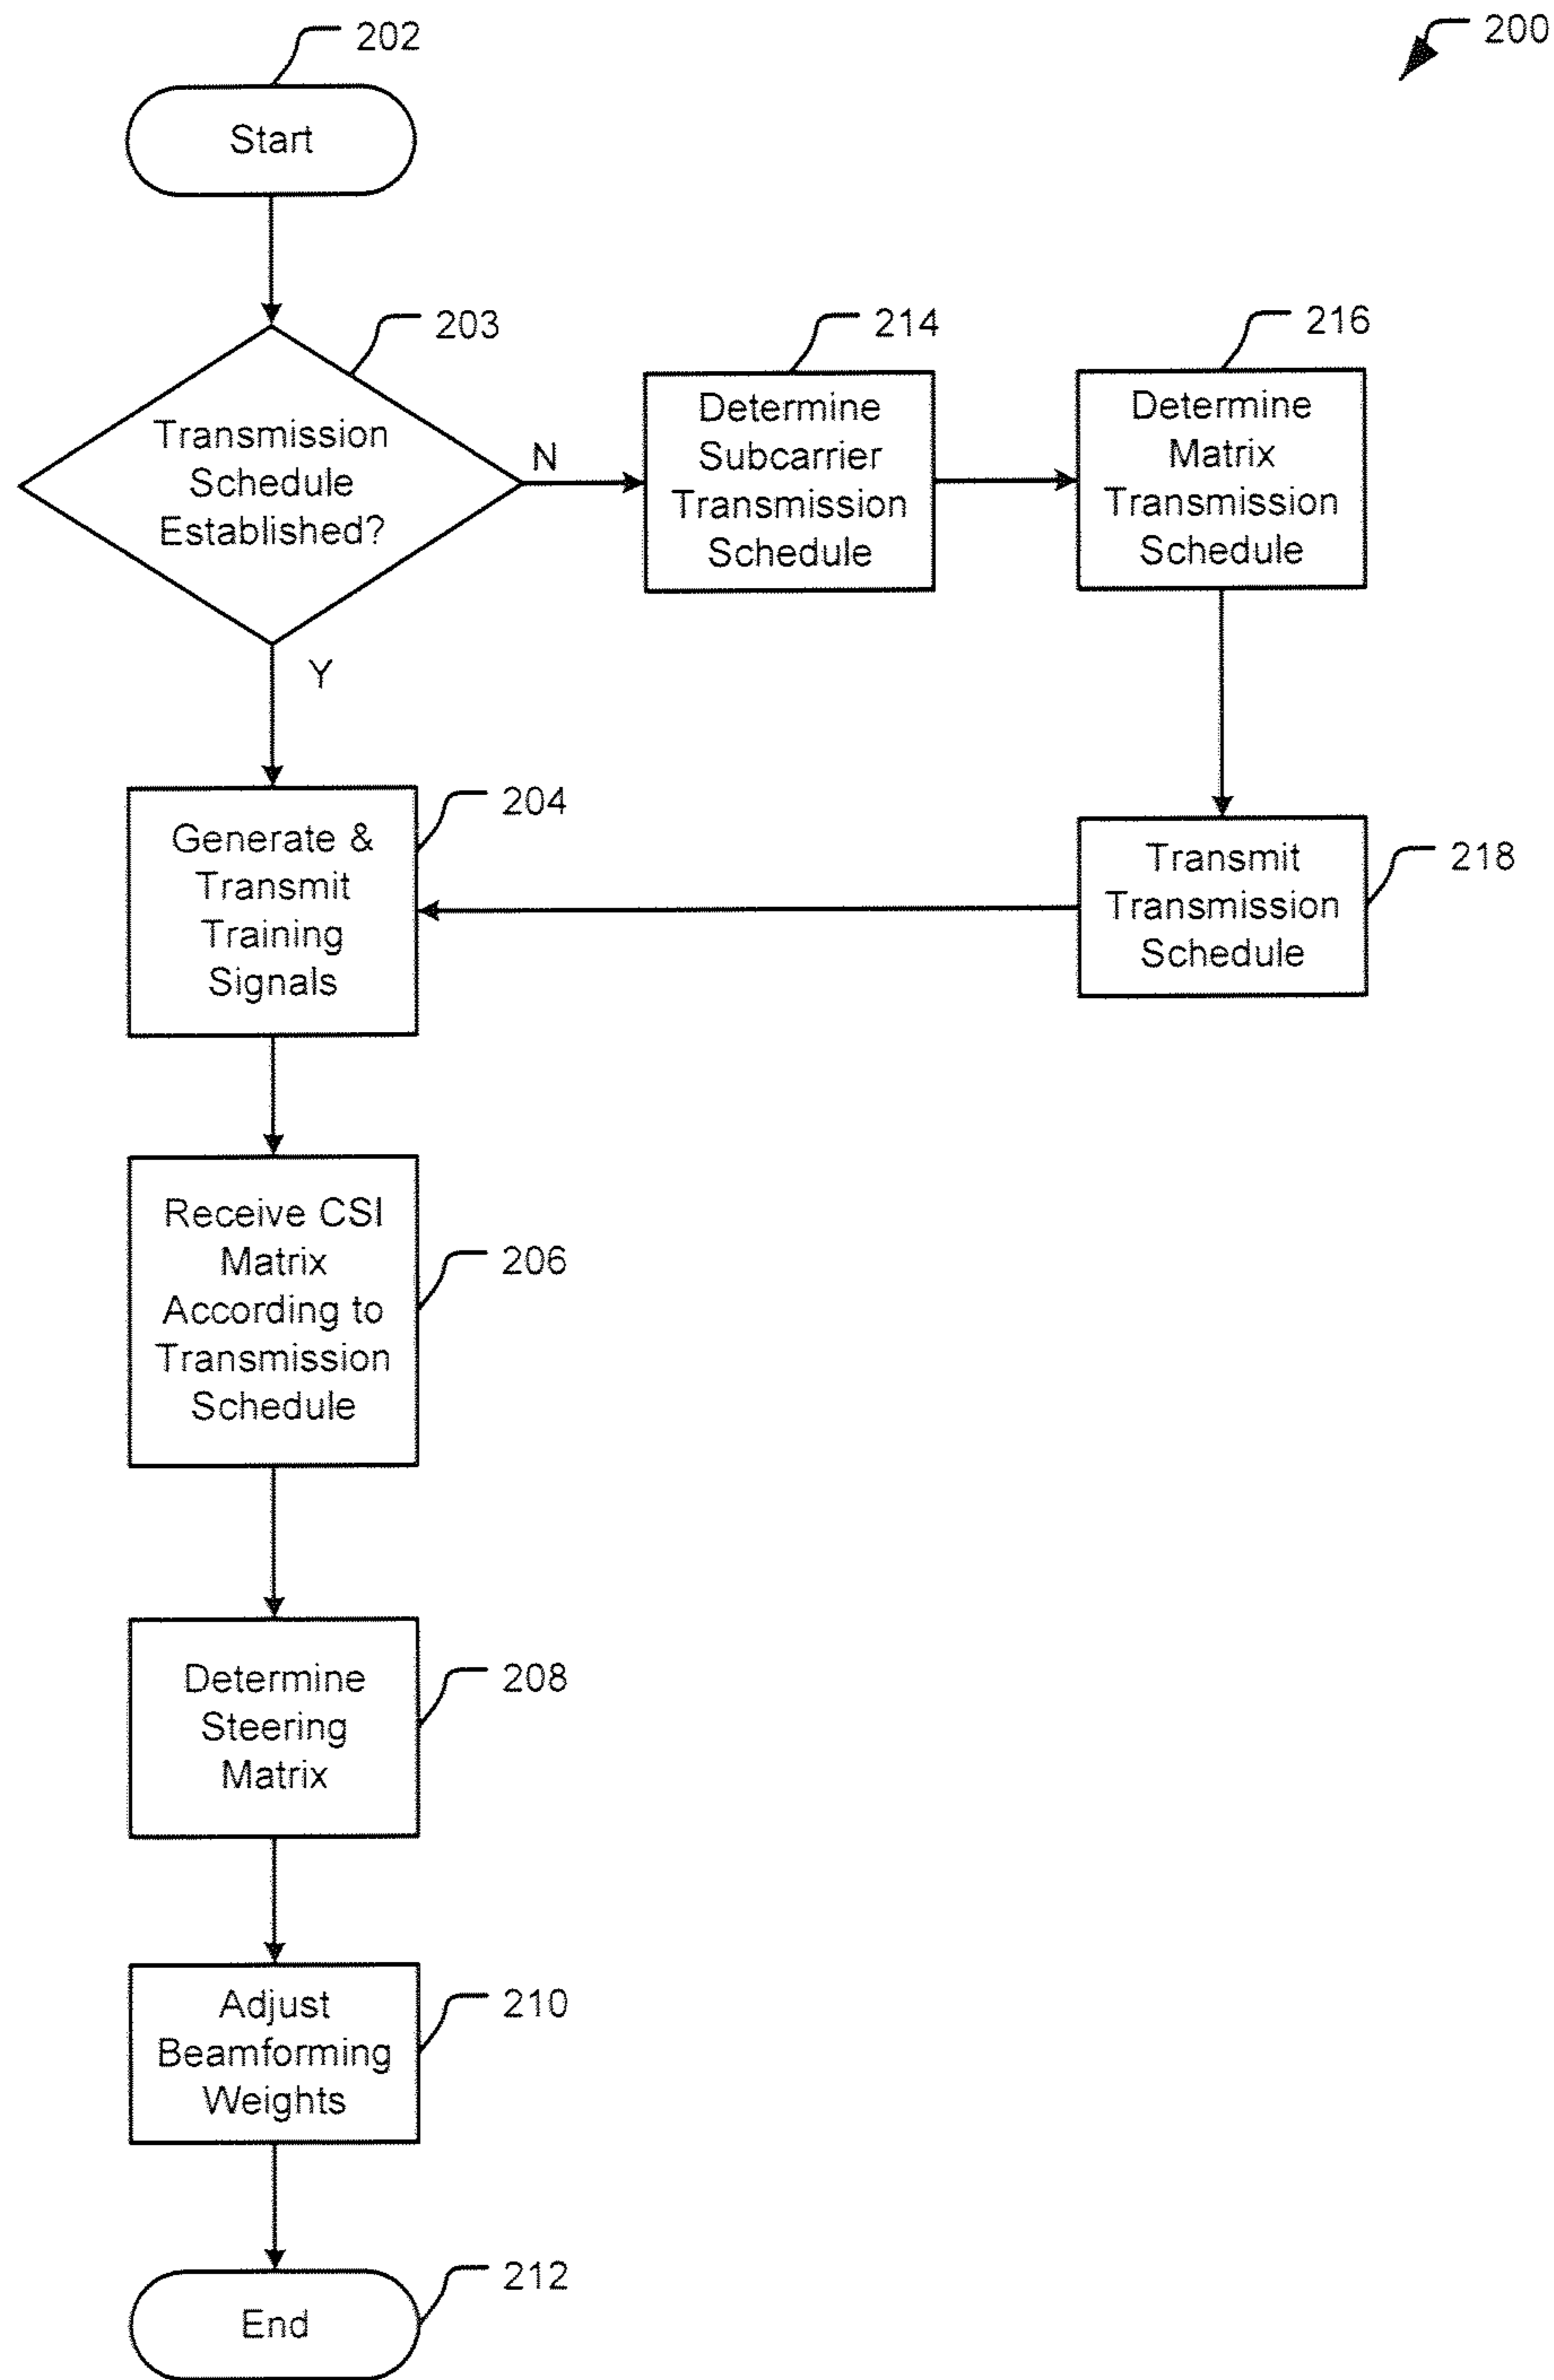 200
202
Start
203
Transmission
Schedule
Established?
N
Y
214
Determine
Subcarrier
Transmission
Schedule
216
Determine
Matrix
Transmission
Schedule
204
Generate &
Transmit
Training
Signals
218
Transmit
Transmission
Schedule
206
Receive CSI
Matrix
According to
Transmission
Schedule
208
Determine
Steering
Matrix
210
Adjust
Beamforming
Weights
212
End